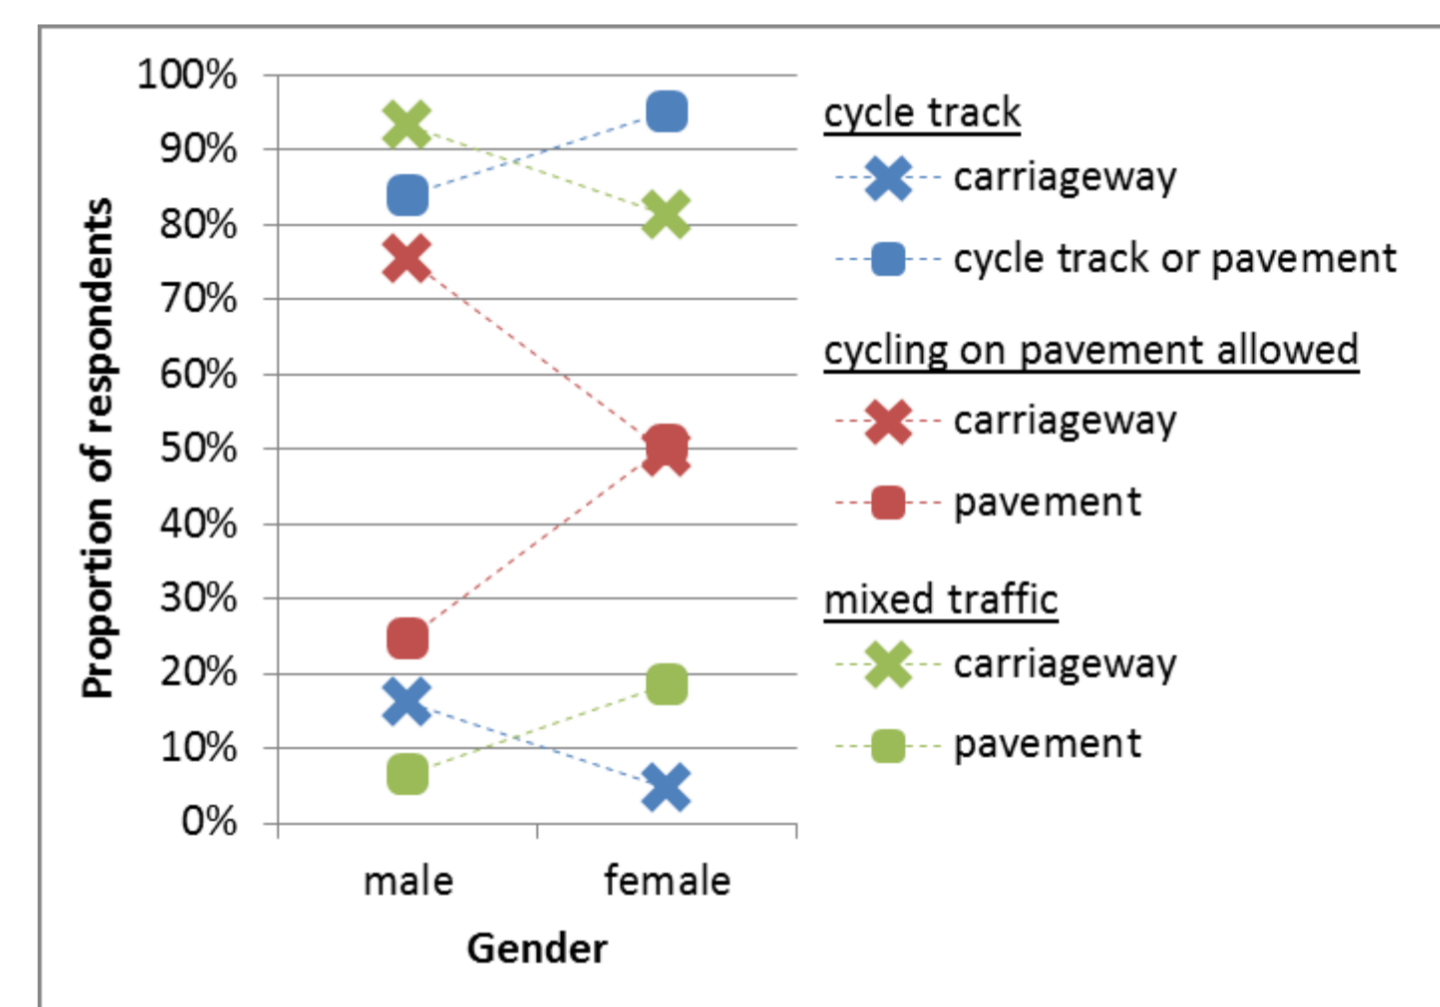 Proportion of respondents
100%
90%
80%
70%
60%
50%
40%
30%
20%
10%
0%
male female
Gender
cycle track
carriageway
cycle track or pavement
cycling on pavement allowed
carriageway
pavement
mixed traffic
carriageway
pavement